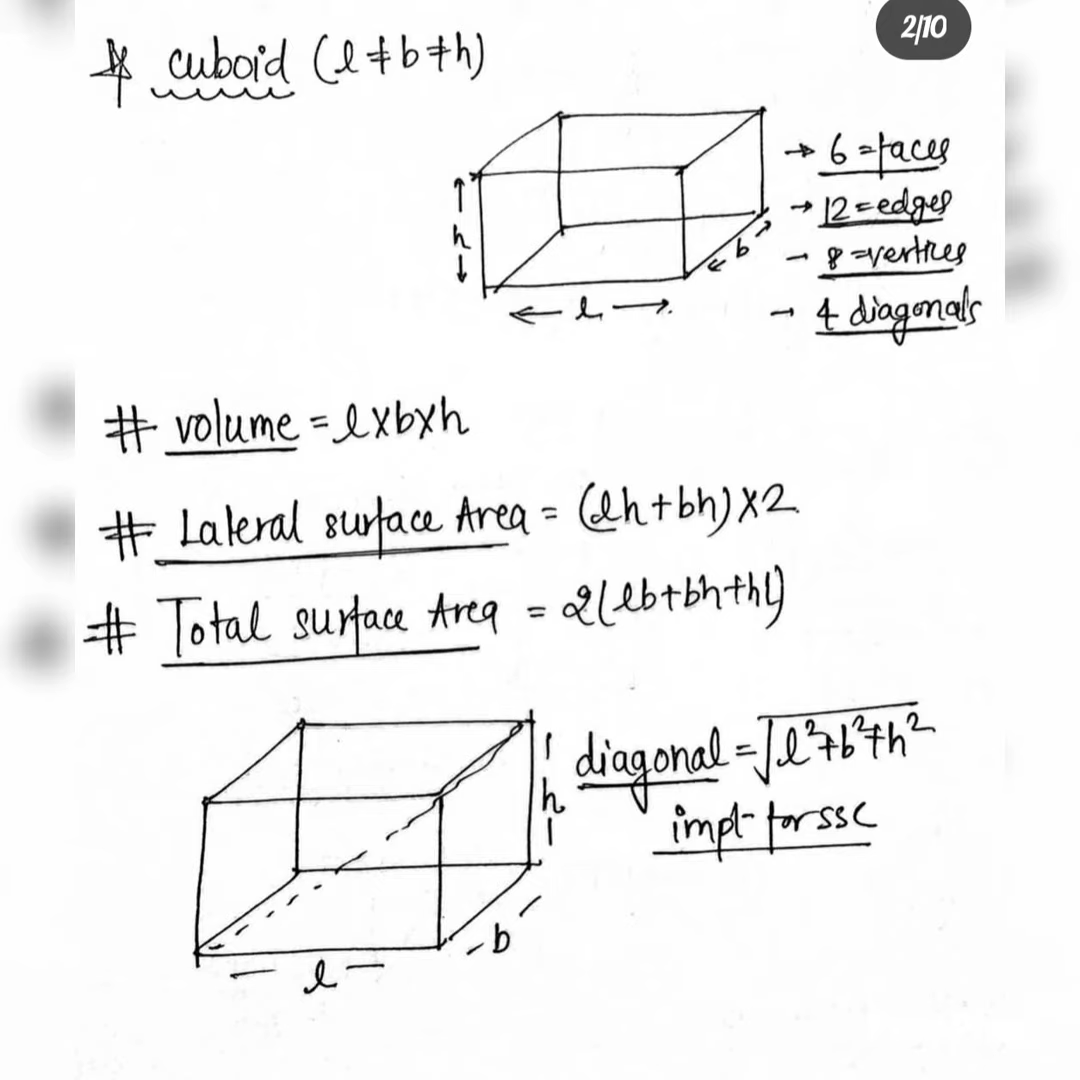 2/10
cuboid (l≠b≠h)
→ 6=faces
→ 12=edges
→ 8=vertices
→ 4 diagonals
h
b
l
# volume = l×b×h
# Lateral surface Area = (lh+bh)×2
# Total surface Area = 2(lb+bh+hl)
diagonal = √l²+b²+h²
h
impt for ssc
b
l